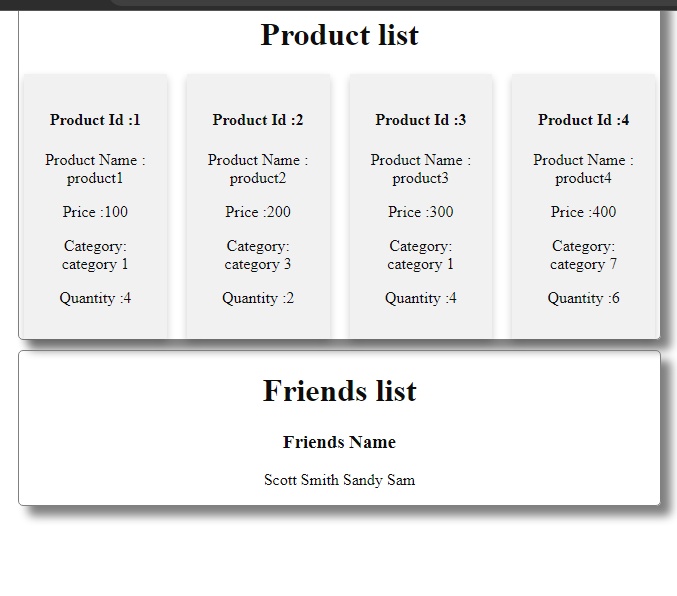 Product list
Product Id :1
Product Name :
product1
Price :100
Category:
category 1
Quantity :4
Product Id :2
Product Name :
product2
Price :200
Category:
category 3
Quantity :2
Product Id :3
Product Name :
product3
Price :300
Category:
category 1
Quantity :4
Product Id :4
Product Name :
product4
Price :400
Category:
category 7
Quantity :6
Friends list
Friends Name
Scott Smith Sandy Sam